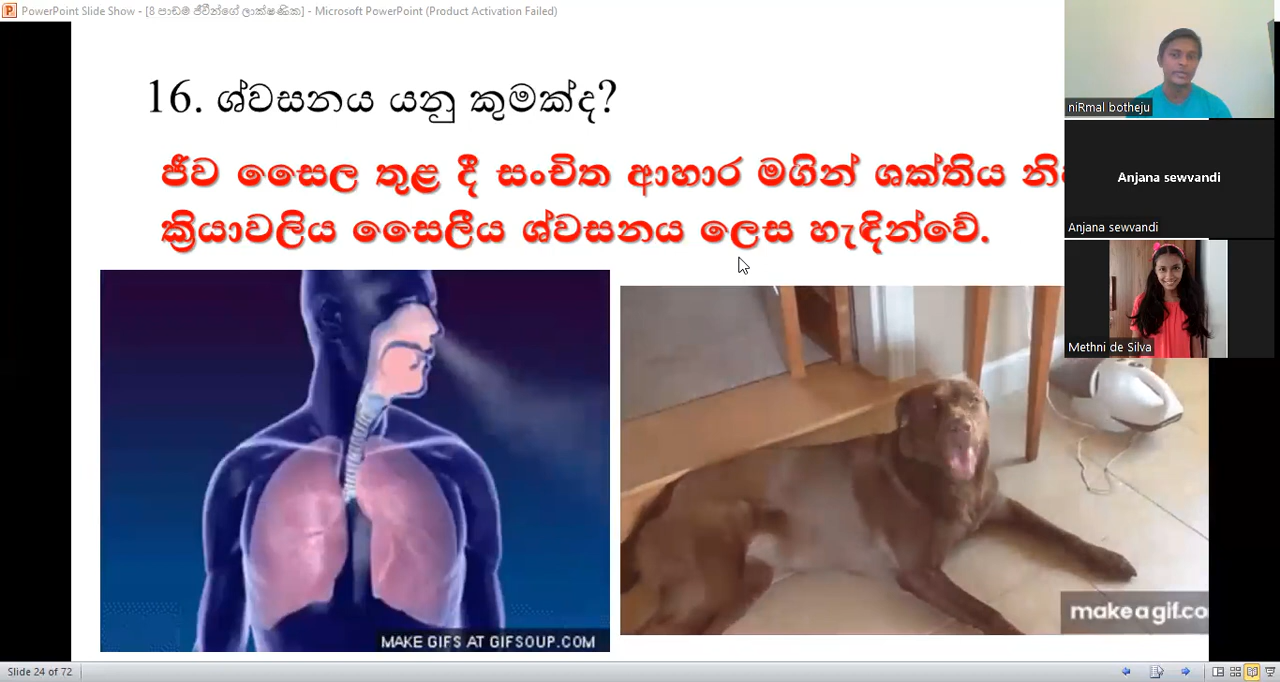 PowerPoint Slide Show - [8 පාඩම ජීවීන්ගේ ලාක්ෂණික] - Microsoft PowerPoint (Product Activation Failed)
16. ශ්වසනය යනු කුමක්ද?
ජීව සෛල තුළ දී සංචිත ආහාර මගින් ශක්තිය
ක්‍රියාවලිය සෛලීය ශ්වසනය ලෙස හැඳින්වේ.
niRmal botheju
Anjana sewvandi
Anjana sewvandi
Methni de Silva
MAKE GIFS AT GIFSOUP.COM
makeagif.co
Slide 24 of 72